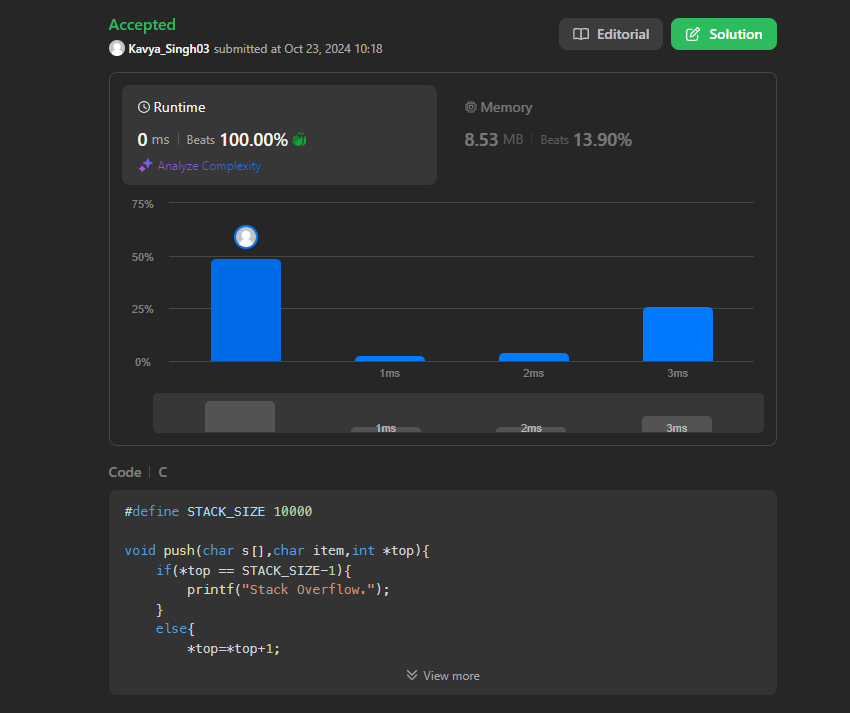 Accepted
Kavya_Singh03 submitted at Oct 23, 2024 10:18
Editorial
Solution
Runtime
0 ms | Beats 100.00%
Analyze Complexity
Memory
8.53 MB | Beats 13.90%
75%
50%
25%
0%
1ms 2ms 3ms
1ms 2ms 3ms
Code | C
#define STACK_SIZE 10000
void push(char s[],char item,int *top){
    if(*top == STACK_SIZE-1){
        printf("Stack Overflow.");
    }
    else{
        *top=*top+1;
View more